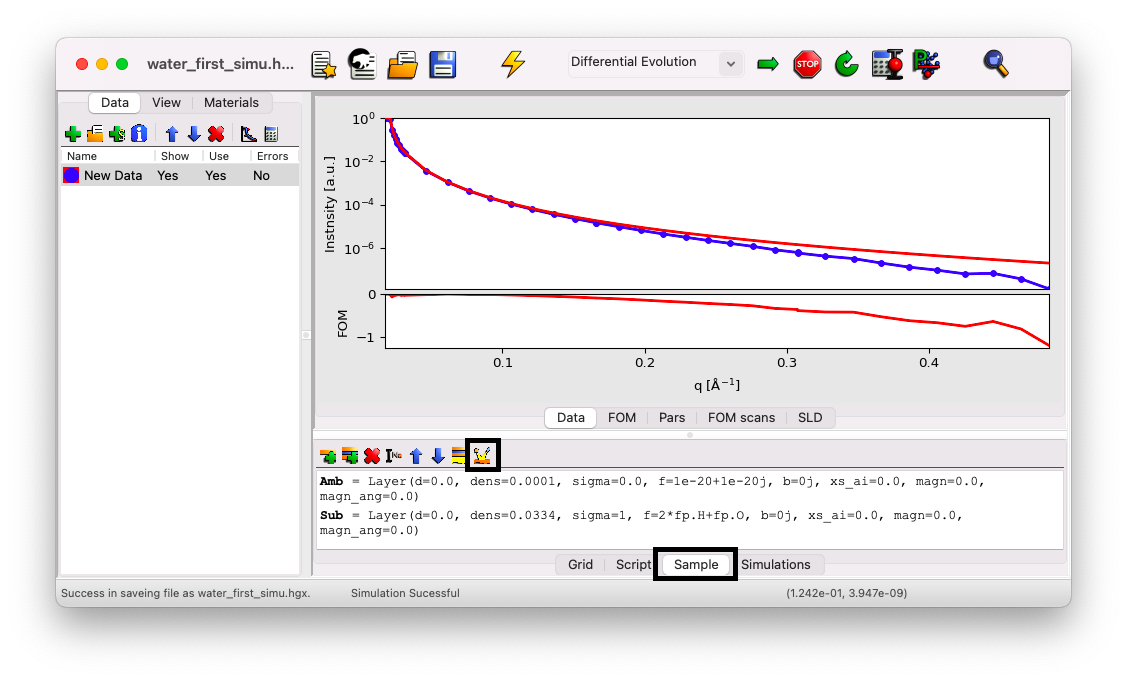 water_first_simu.h...
STOP
Differential Evolution
Data View Materials
Name Show Use Errors
New Data Yes Yes No
10⁰
10⁻²
10⁻⁴
10⁻⁶
Instnsity [a.u.]
0
−1
FOM
0.1 0.2 0.3 0.4
q [Å⁻¹]
Data FOM Pars FOM scans SLD
Amb = Layer(d=0.0, dens=0.0001, sigma=0.0, f=1e-20+1e-20j, b=0j, xs_ai=0.0, magn=0.0,
magn_ang=0.0)
Sub = Layer(d=0.0, dens=0.0334, sigma=1, f=2*fp.H+fp.O, b=0j, xs_ai=0.0, magn=0.0,
magn_ang=0.0)
Grid Script Sample Simulations
Success in saveing file as water_first_simu.hgx. Simulation Sucessful (1.242e-01, 3.947e-09)